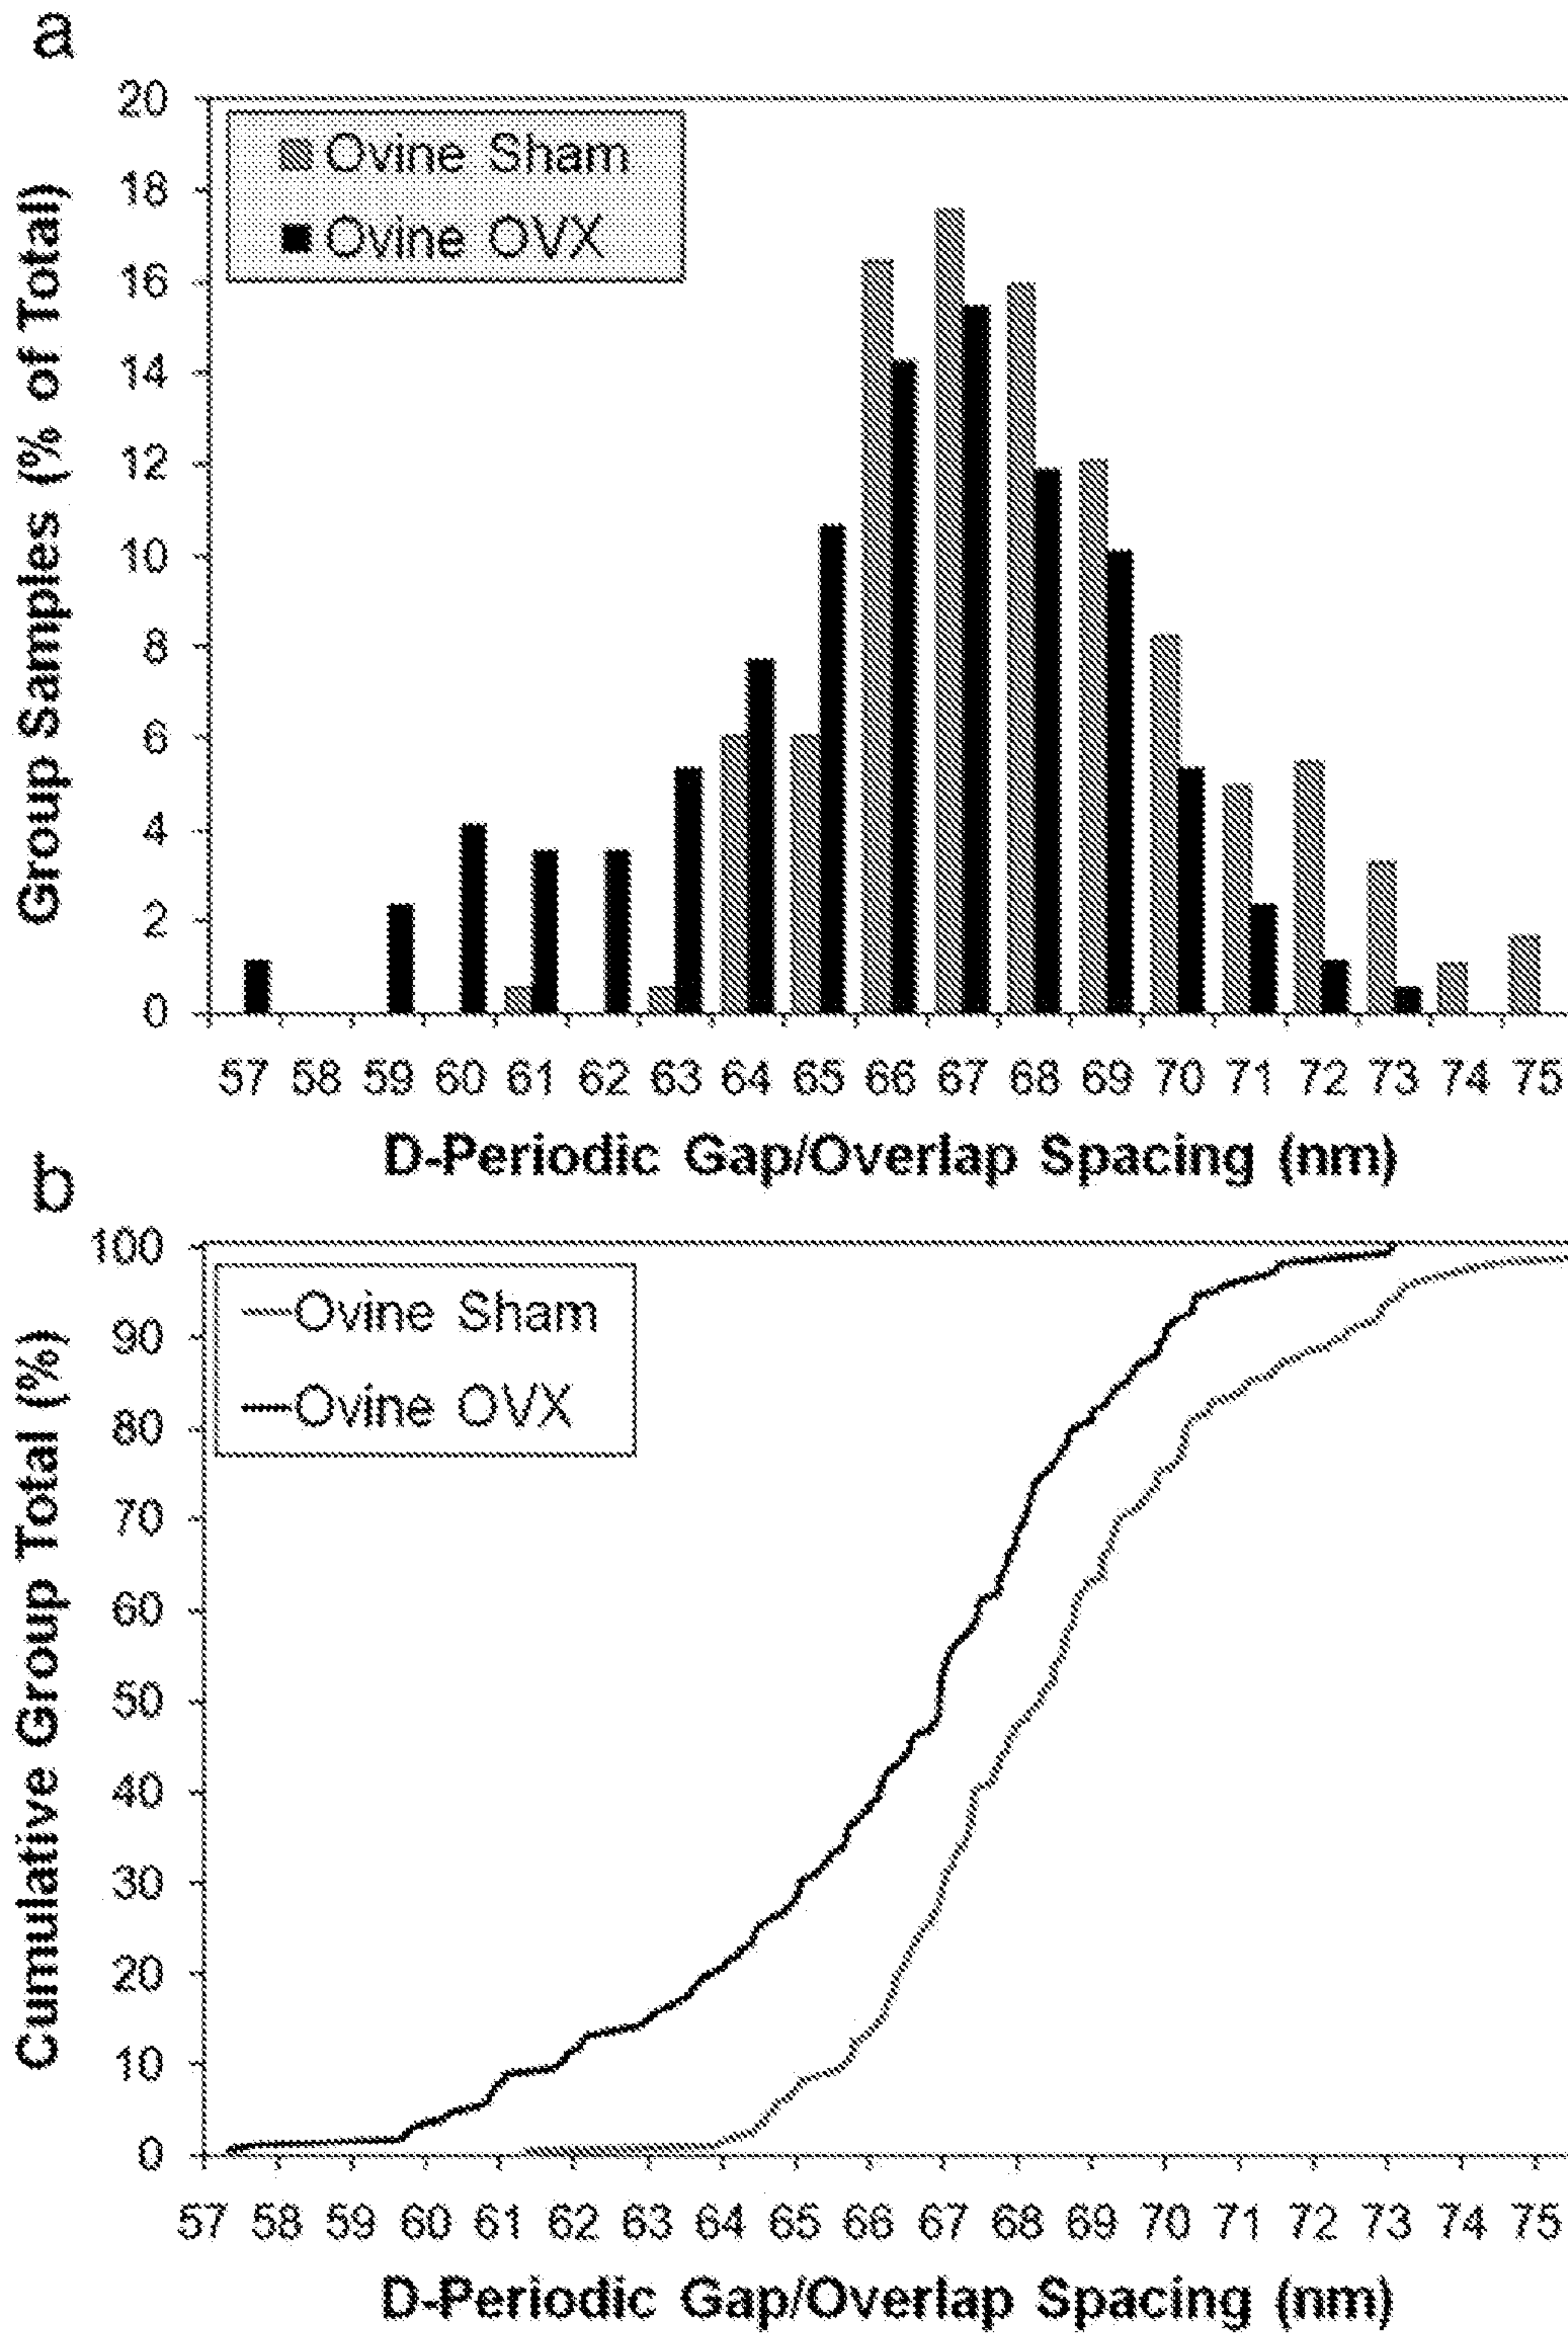 a
Group Samples (% of Total)
20
18
16
14
12
10
8
6
4
2
0
Ovine Sham
Ovine OVX
57 58 59 60 61 62 63 64 65 66 67 68 69 70 71 72 73 74 75
D-Periodic Gap/Overlap Spacing (nm)
b
Cumulative Group Total (%)
100
90
80
70
60
50
40
30
20
10
0
Ovine Sham
Ovine OVX
57 58 59 60 61 62 63 64 65 66 67 68 69 70 71 72 73 74 75
D-Periodic Gap/Overlap Spacing (nm)